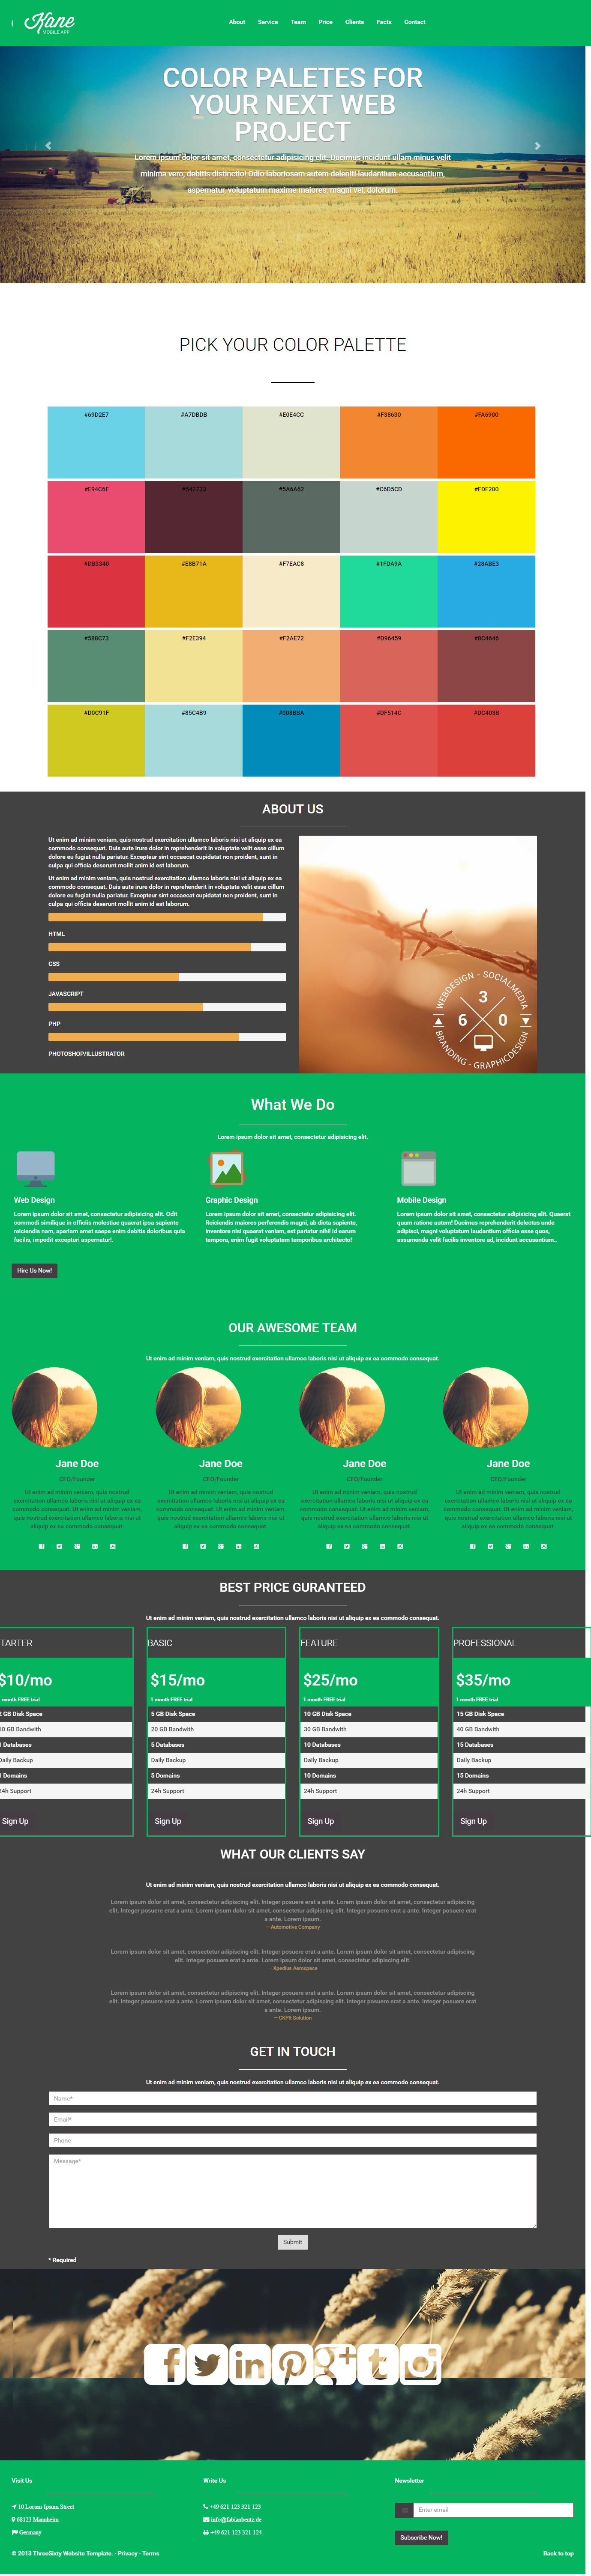 Kane
MOBILE APP
About Service Team Price Clients Facts Contact
COLOR PALETES FOR
YOUR NEXT WEB
PROJECT
Lorem ipsum dolor sit amet, consectetur adipisicing elit. Ducimus incidunt ullam minus velit
minima vero, debitis distinctio! Odio laboriosam autem deleniti laudantium accusantium,
aspernatur, voluptatum maxime maiores, magni vel, dolorum.
PICK YOUR COLOR PALETTE
#69D2E7 #A7DBDB #E0E4CC #F38630 #FA6900
#E94C6F #542733 #5A6A62 #C6D5CD #FDF200
#DB3340 #E8B71A #F7EAC8 #1FDA9A #28ABE3
#588C73 #F2E394 #F2AE72 #D96459 #8C4646
#D0C91F #85C4B9 #008BBA #DF514C #DC403B
ABOUT US
Ut enim ad minim veniam, quis nostrud exercitation ullamco laboris nisi ut aliquip ex ea
commodo consequat. Duis aute irure dolor in reprehenderit in voluptate velit esse cillum
dolore eu fugiat nulla pariatur. Excepteur sint occaecat cupidatat non proident, sunt in
culpa qui officia deserunt mollit anim id est laborum.
Ut enim ad minim veniam, quis nostrud exercitation ullamco laboris nisi ut aliquip ex ea
commodo consequat. Duis aute irure dolor in reprehenderit in voluptate velit esse cillum
dolore eu fugiat nulla pariatur. Excepteur sint occaecat cupidatat non proident, sunt in
culpa qui officia deserunt mollit anim id est laborum.
HTML
CSS
JAVASCRIPT
PHP
PHOTOSHOP/ILLUSTRATOR
WEBDESIGN - SOCIALMEDIA
3
6 0
BRANDING - GRAPHICDESIGN
What We Do
Lorem ipsum dolor sit amet, consectetur adipisicing elit.
Web Design
Lorem ipsum dolor sit amet, consectetur adipisicing elit. Odit
commodi similique in officiis molestiae quaerat ipsa sapiente
reiciendis nam, aperiam amet saepe enim debitis doloribus quia
facilis, impedit excepturi aspernatur!.
Graphic Design
Lorem ipsum dolor sit amet, consectetur adipisicing elit.
Reiciendis maiores perferendis magni, ab dicta sapiente,
inventore nisi quaerat veniam, est pariatur nihil id earum
tempora, enim fugit voluptatem temporibus architecto!
Mobile Design
Lorem ipsum dolor sit amet, consectetur adipisicing elit. Quaerat
quam ratione autem! Ducimus reprehenderit delectus unde
adipisci, magni maiores laudantium officia esse quos,
assumenda velit facilis inventore ad, incidunt accusantium..
Hire Us Now!
OUR AWESOME TEAM
Ut enim ad minim veniam, quis nostrud exercitation ullamco laboris nisi ut aliquip ex ea commodo consequat.
Jane Doe Jane Doe Jane Doe Jane Doe
CEO/Founder CEO/Founder CEO/Founder CEO/Founder
Ut enim ad minim veniam, quis nostrud
exercitation ullamco laboris nisi ut aliquip ex ea
commodo consequat. Ut enim ad minim veniam,
quis nostrud exercitation ullamco laboris nisi ut
aliquip ex ea commodo consequat.
Ut enim ad minim veniam, quis nostrud
exercitation ullamco laboris nisi ut aliquip ex ea
commodo consequat. Ut enim ad minim veniam,
quis nostrud exercitation ullamco laboris nisi ut
aliquip ex ea commodo consequat.
Ut enim ad minim veniam, quis nostrud
exercitation ullamco laboris nisi ut aliquip ex ea
commodo consequat. Ut enim ad minim veniam,
quis nostrud exercitation ullamco laboris nisi ut
aliquip ex ea commodo consequat.
Ut enim ad minim veniam, quis nostrud
exercitation ullamco laboris nisi ut aliquip ex ea
commodo consequat. Ut enim ad minim veniam,
quis nostrud exercitation ullamco laboris nisi ut
aliquip ex ea commodo consequat.
BEST PRICE GURANTEED
Ut enim ad minim veniam, quis nostrud exercitation ullamco laboris nisi ut aliquip ex ea commodo consequat.
TARTER BASIC FEATURE PROFESSIONAL
$10/mo $15/mo $25/mo $35/mo
month FREE trial 1 month FREE trial 1 month FREE trial 1 month FREE trial
2 GB Disk Space 5 GB Disk Space 10 GB Disk Space 15 GB Disk Space
10 GB Bandwith 20 GB Bandwith 30 GB Bandwith 40 GB Bandwith
Databases 5 Databases 10 Databases 15 Databases
Daily Backup Daily Backup Daily Backup Daily Backup
Domains 5 Domains 10 Domains 15 Domains
24h Support 24h Support 24h Support 24h Support
Sign Up Sign Up Sign Up Sign Up
WHAT OUR CLIENTS SAY
Ut enim ad minim veniam, quis nostrud exercitation ullamco laboris nisi ut aliquip ex ea commodo consequat.
Lorem ipsum dolor sit amet, consectetur adipiscing elit. Integer posuere erat a ante. Lorem ipsum dolor sit amet, consectetur adipiscing
elit. Integer posuere erat a ante. Lorem ipsum dolor sit amet, consectetur adipiscing elit. Integer posuere erat a ante. Integer posuere erat
a ante. Lorem ipsum.
— Automotive Company
Lorem ipsum dolor sit amet, consectetur adipiscing elit. Integer posuere erat a ante. Lorem ipsum dolor sit amet, consectetur adipiscing
elit. Integer posuere erat a ante. Lorem ipsum dolor sit amet, consectetur adipiscing elit.
— Xpedius Aerospace
Lorem ipsum dolor sit amet, consectetur adipiscing elit. Integer posuere erat a ante. Lorem ipsum dolor sit amet, consectetur adipiscing
elit. Integer posuere erat a ante. Lorem ipsum dolor sit amet, consectetur adipiscing elit. Integer posuere erat a ante. Integer posuere erat
a ante. Lorem ipsum.
Solution
GET IN TOUCH
Ut enim ad minim veniam, quis nostrud exercitation ullamco laboris nisi ut aliquip ex ea commodo consequat.
Name*
Email*
Phone
Message*
Submit
* Required
Visit Us Write Us Newsletter
10 Lorum Ipsum Street +49 621 123 321 123 Enter email
68123 Mannheim info@fabianbentz.de
Germany +49 621 123 321 124 Subscribe Now!
© 2013 ThreeSixty Website Template. · Privacy · Terms Back to top